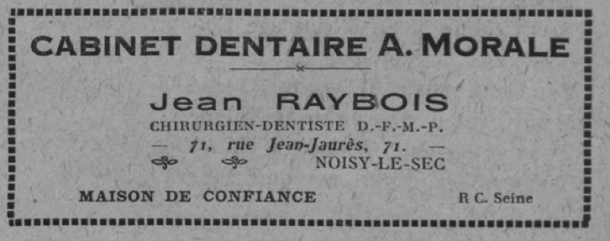 CABINET DENTAIRE A. MORALE
Jean RAYBOIS
CHIRURGIEN-DENTISTE D.-F.-M.-P.
— 71, rue Jean-Jaurès, 71. —
NOISY-LE-SEC
MAISON DE CONFIANCE R C. Seine